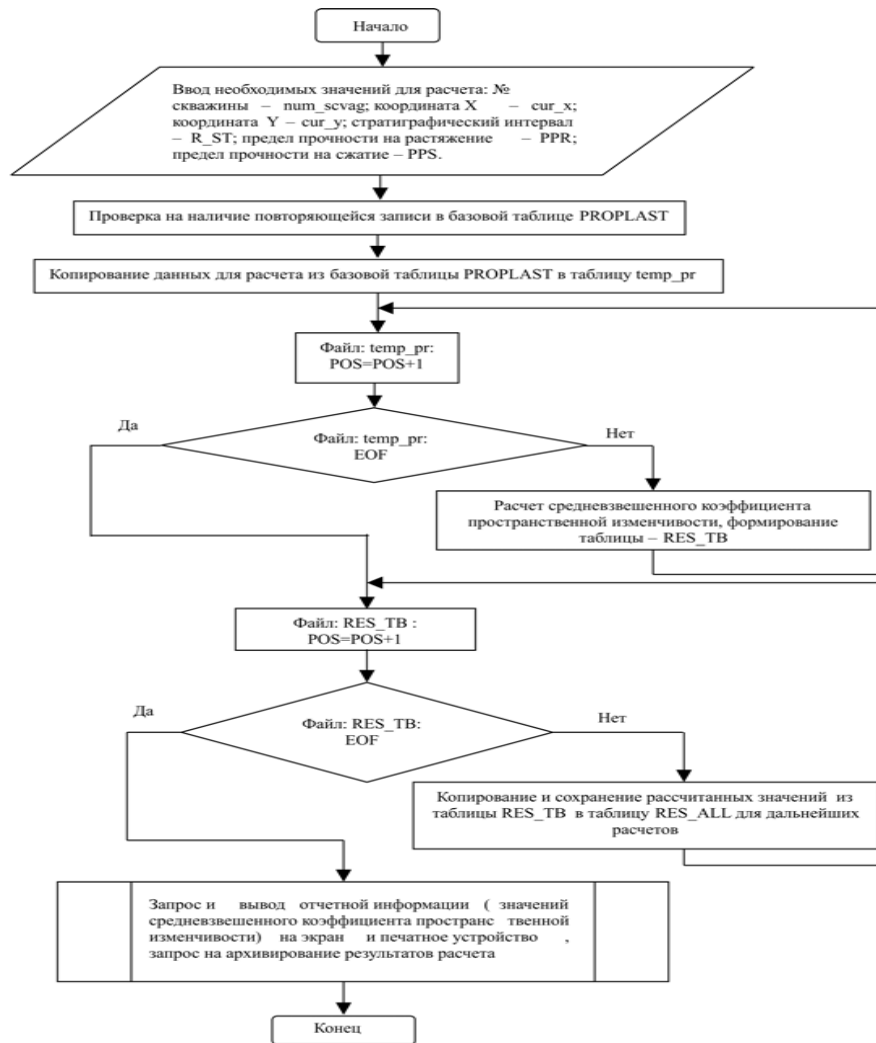 Начало
Ввод необходимых значений для расчета: №
скважины – num_scvag; координата X – cur_x;
координата Y – cur_y; стратиграфический интервал
– R_ST; предел прочности на растяжение – PPR;
предел прочности на сжатие – PPS.
Проверка на наличие повторяющейся записи в базовой таблице PROPLAST
Копирование данных для расчета из базовой таблицы PROPLAST в таблицу temp_pr
Файл: temp_pr:
POS=POS+1
Да
Файл: temp_pr:
EOF
Нет
Расчет средневзвешенного коэффициента
пространственной изменчивости, формирование
таблицы – RES_TB
Файл: RES_TB :
POS=POS+1
Да
Файл: RES_TB:
EOF
Нет
Копирование и сохранение рассчитанных значений из
таблицы RES_TB в таблицу RES_ALL для дальнейших
расчетов
Запрос и вывод отчетной информации ( значений
средневзвешенного коэффициента пространс твенной
изменчивости) на экран и печатное устройство ,
запрос на архивирование результатов расчета
Конец